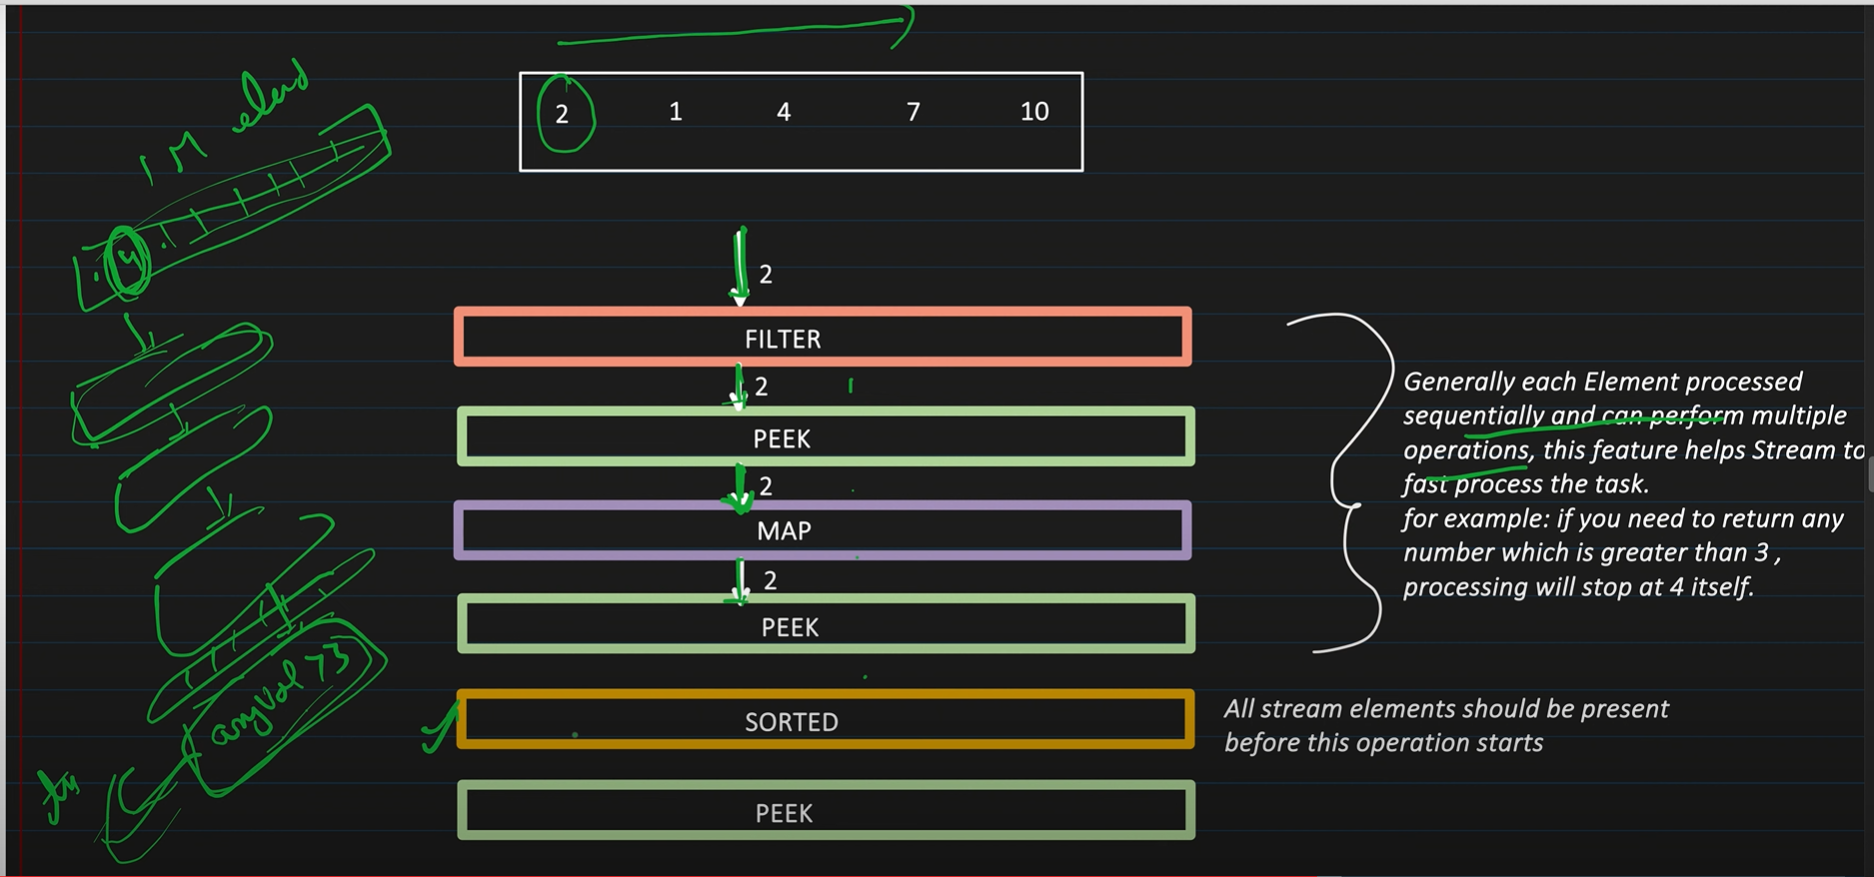 1 M
2 1 4 7 10
4
2
FILTER
2
PEEK
2
MAP
2
PEEK
SORTED
PEEK
Generally each Element processed
sequentially and can perform multiple
operations, this feature helps Stream to
fast process the task.
for example: if you need to return any
number which is greater than 3 ,
processing will stop at 4 itself.
All stream elements should be present
before this operation starts